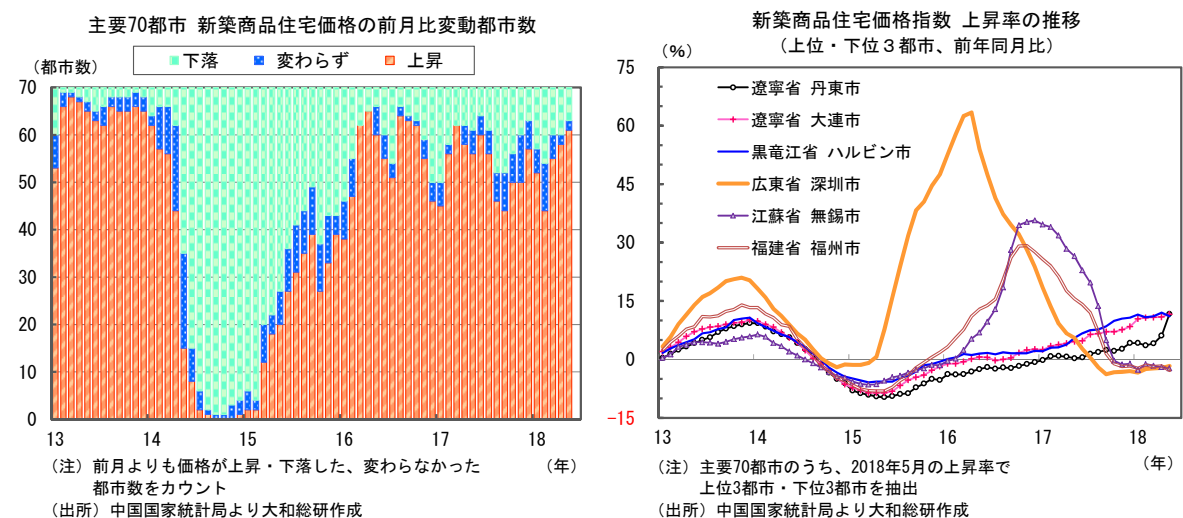 主要70都市 新築商品住宅価格の前月比変動都市数
(都市数)
下落 変わらず 上昇
70
60
50
40
30
20
10
0
13 14 15 16 17 18
(注) 前月よりも価格が上昇・下落した、変わらなかった (年)
都市数をカウント
(出所) 中国国家統計局より大和総研作成
新築商品住宅価格指数 上昇率の推移
(上位・下位３都市、前年同月比)
(%)
75
60
45
30
15
0
-15
遼寧省 丹東市
遼寧省 大連市
黒竜江省 ハルビン市
広東省 深圳市
江蘇省 無錫市
福建省 福州市
13 14 15 16 17 18
(注) 主要70都市のうち、2018年5月の上昇率で (年)
上位3都市・下位3都市を抽出
(出所) 中国国家統計局より大和総研作成